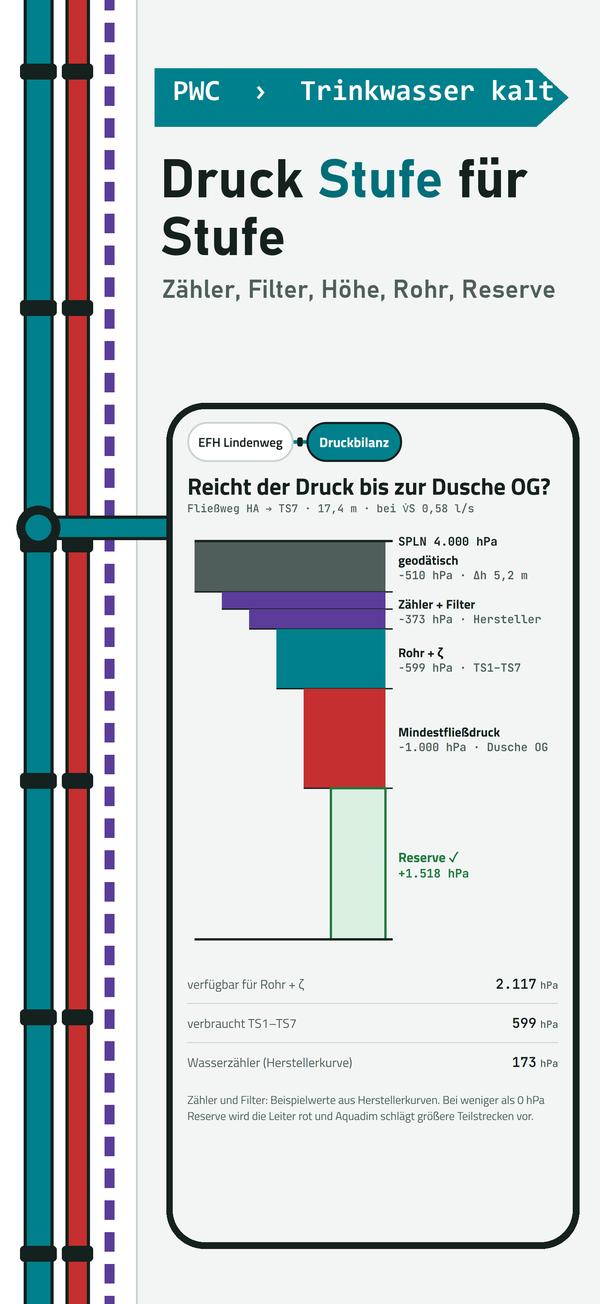 PWC › Trinkwasser kalt
Druck Stufe für
Stufe
Zähler, Filter, Höhe, Rohr, Reserve
EFH Lindenweg
Druckbilanz
Reicht der Druck bis zur Dusche OG?
Fließweg HA → TS7 · 17,4 m · bei V̇S 0,58 l/s
SPLN 4.000 hPa
geodätisch
-510 hPa · Δh 5,2 m
Zähler + Filter
-373 hPa · Hersteller
Rohr + ζ
-599 hPa · TS1–TS7
Mindestfließdruck
-1.000 hPa · Dusche OG
Reserve ✓
+1.518 hPa
verfügbar für Rohr + ζ 2.117 hPa
verbraucht TS1–TS7 599 hPa
Wasserzähler (Herstellerkurve) 173 hPa
Zähler und Filter: Beispielwerte aus Herstellerkurven. Bei weniger als 0 hPa
Reserve wird die Leiter rot und Aquadim schlägt größere Teilstrecken vor.